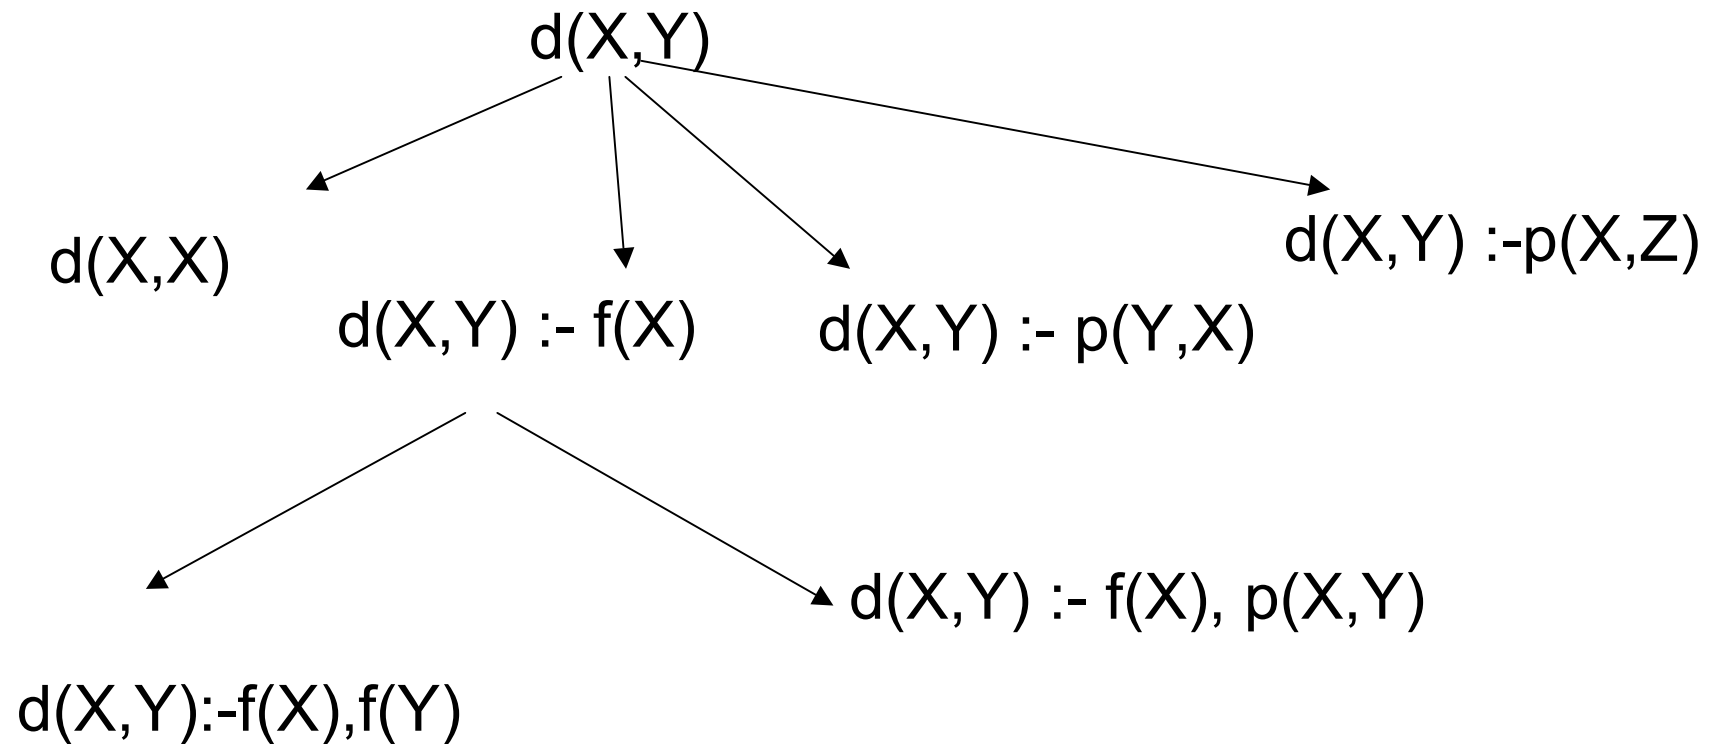 d(X,Y)
d(X,X)
d(X,Y) :-p(X,Z)
d(X,Y) :- f(X)
d(X,Y) :- p(Y,X)
d(X,Y) :- f(X), p(X,Y)
d(X,Y):-f(X),f(Y)